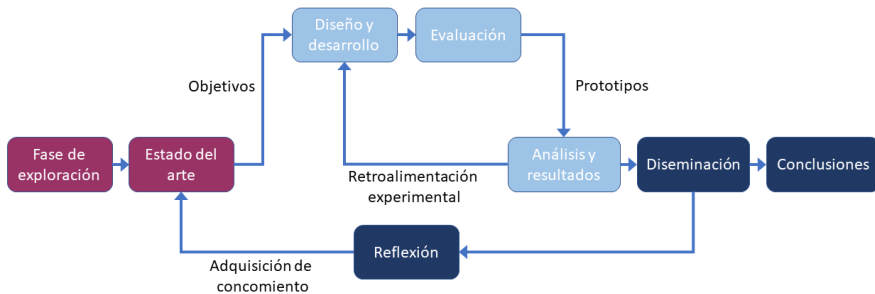 Diseño y
desarrollo
Evaluación
Objetivos
Prototipos
Fase de
exploración
Estado del
arte
Análisis y
resultados
Diseminación
Conclusiones
Retroalimentación
experimental
Reflexión
Adquisición de
concomiento